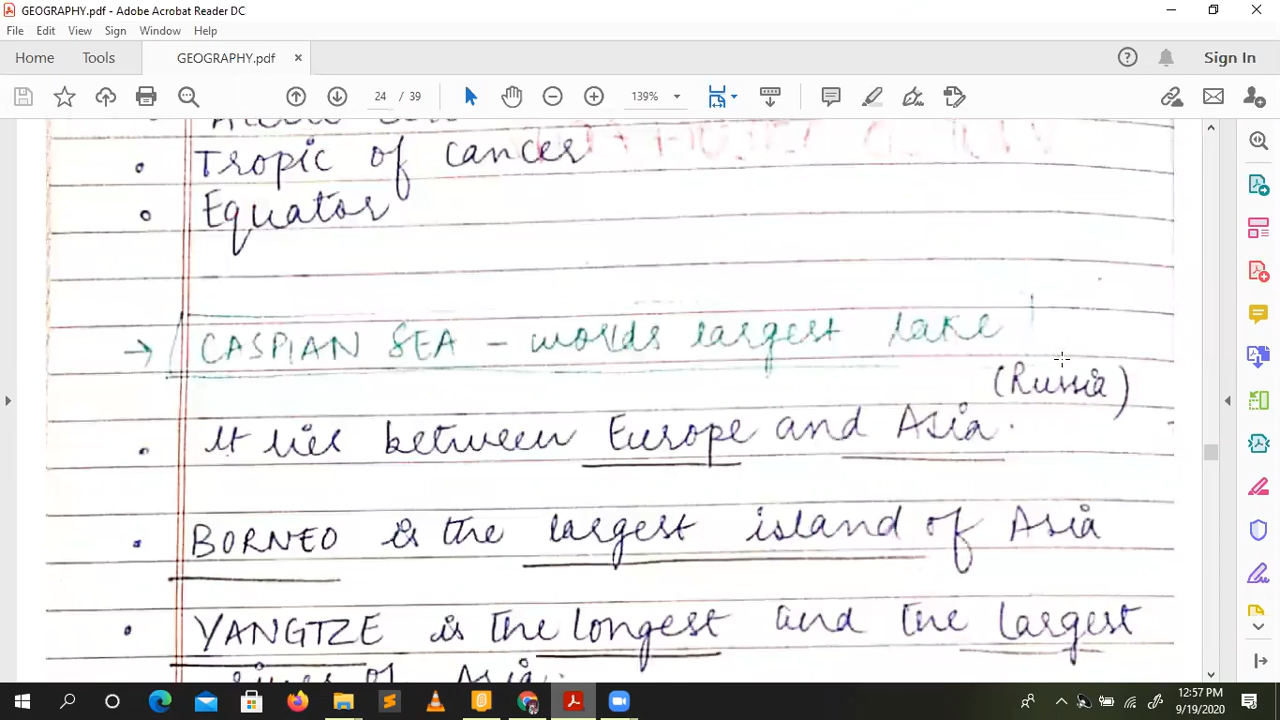 GEOGRAPHY.pdf - Adobe Acrobat Reader DC
File Edit View Sign Window Help
Home Tools GEOGRAPHY.pdf × Sign In
24 / 39 139%
• Tropic of cancer
• Equator
→ CASPIAN SEA - worlds largest lake
(Russia)
• It lies between Europe and Asia.
• BORNEO is the largest island of Asia
• YANGTZE is the longest and the largest
of Asia.
12:57 PM
9/19/2020